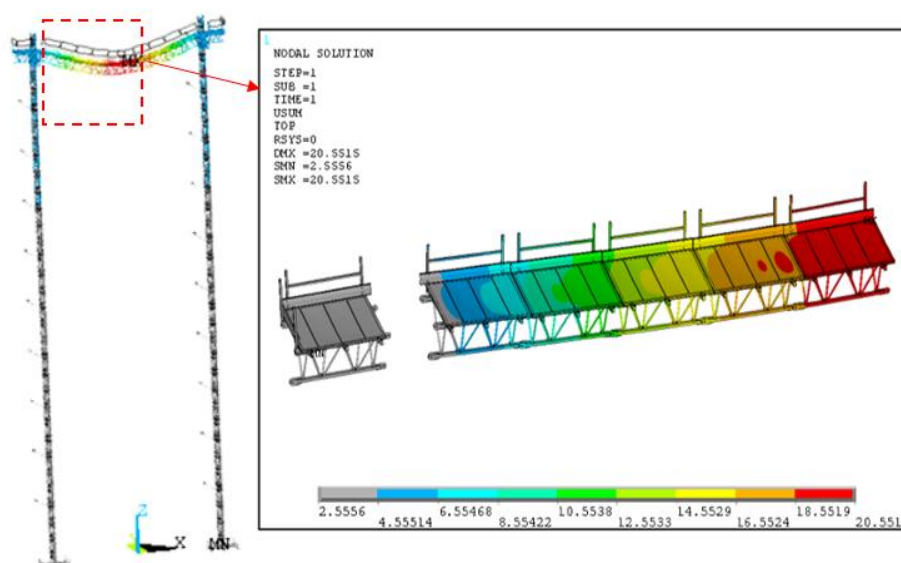 1
NODAL SOLUTION
STEP=1
SUB =1
TIME=1
USUM
TOP
RSYS=0
DMX =20.5515
SMN =2.5556
SMX =20.5515
2.5556 6.55468 10.5538 14.5529 18.5519
4.55514 8.55422 12.5533 16.5524 20.551
Z
X
MN